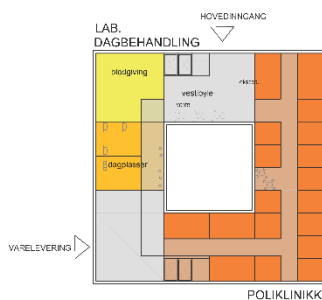 HOVEDINNGANG
LAB.
DAGBEHANDLING
blodgiving
vestibyle
dagplasser
VARELEVERING
POLIKLINIKK